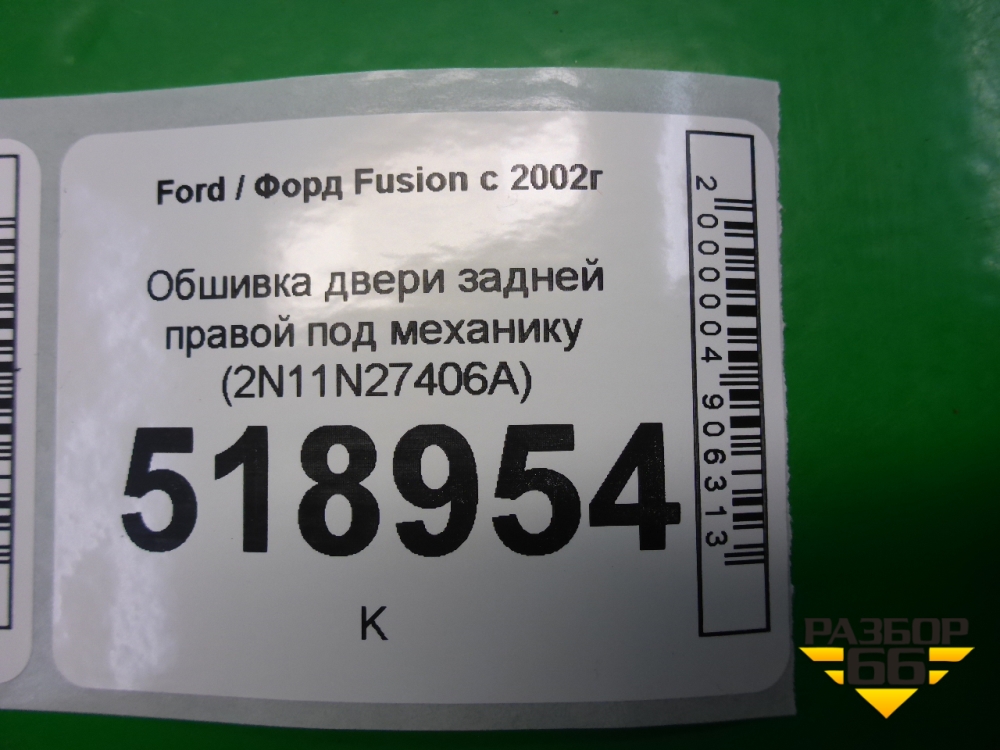 Ford / Форд Fusion с 2002г
Обшивка двери задней
правой под механику
(2N11N27406A)
518954
К
2000004906313
РАЗБОР
66